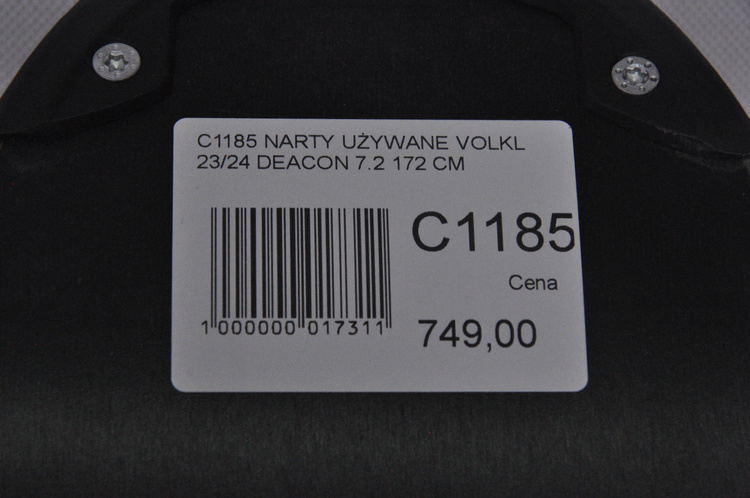 C1185 NARTY UŻYWANE VOLKL
23/24 DEACON 7.2 172 CM
C1185
Cena
1 000000 017311
749,00